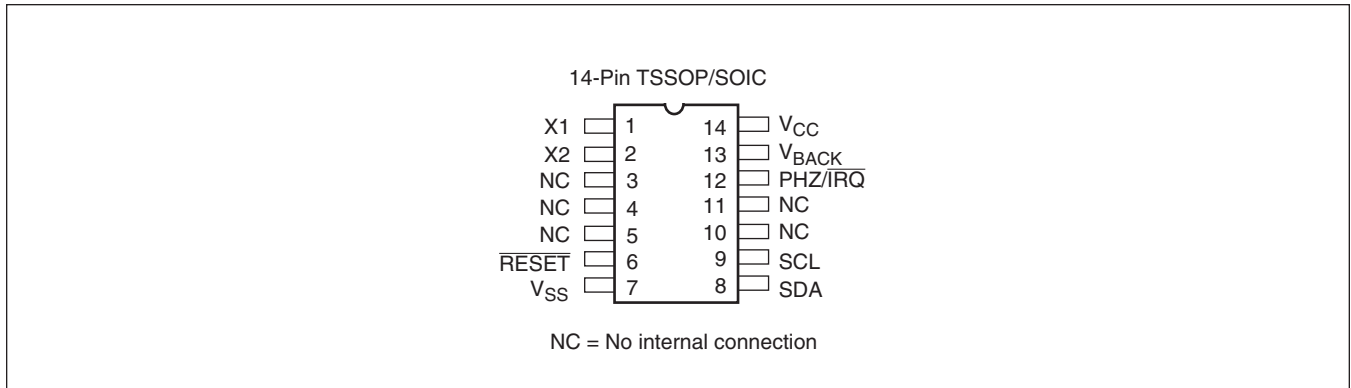 14-Pin TSSOP/SOIC
X1 1 14 VCC
X2 2 13 VBACK
NC 3 12 PHZ/IRQ
NC 4 11 NC
NC 5 10 NC
RESET 6 9 SCL
VSS 7 8 SDA
NC = No internal connection